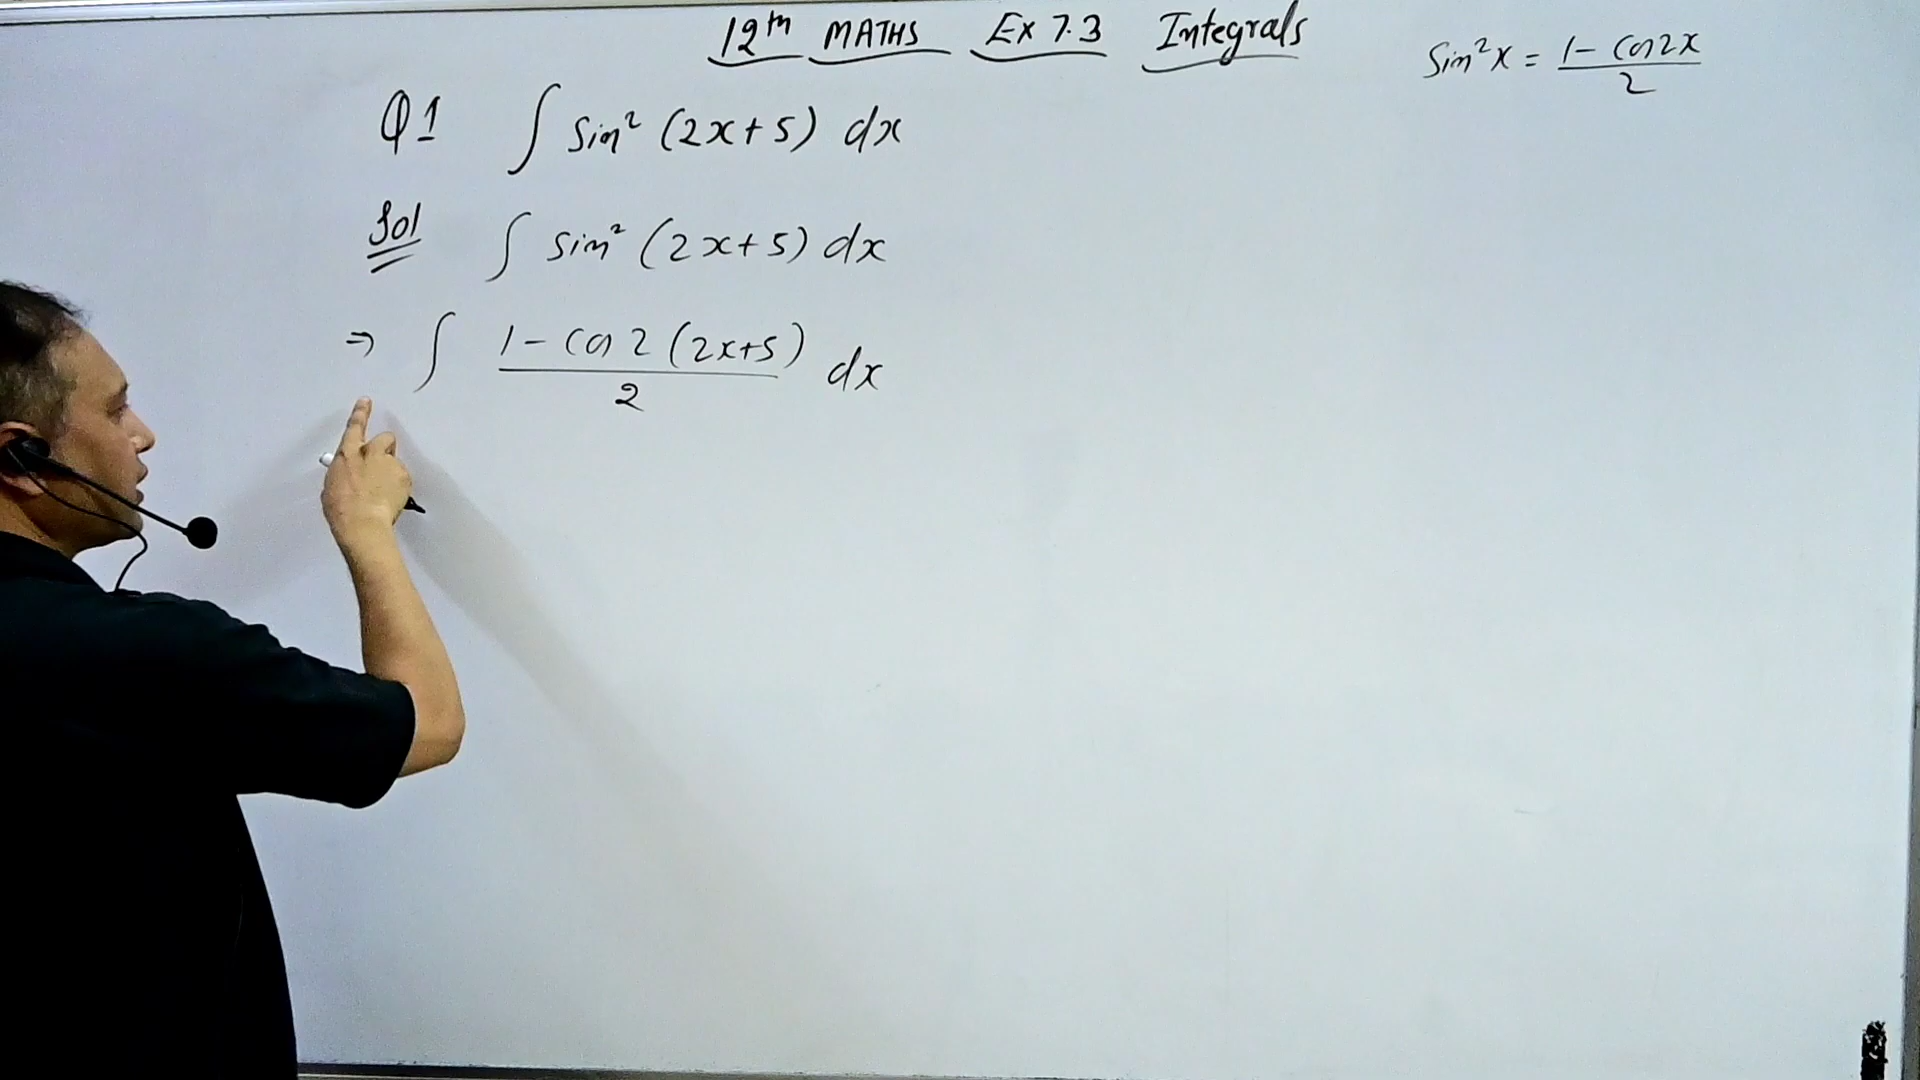 12th MATHS Ex 7.3 Integrals
Sin²x = (1 - Cos2x)/2
Q1 ∫ Sin² (2x+5) dx
Sol ∫ Sin² (2x+5) dx
⇒ ∫ (1 - Cos 2 (2x+5))/2 dx